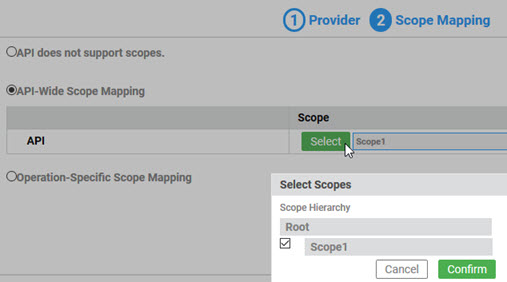 1 Provider 2 Scope Mapping
API does not support scopes.
API-Wide Scope Mapping
Scope
API Select Scope1
Operation-Specific Scope Mapping
Select Scopes
Scope Hierarchy
Root
Scope1
Cancel Confirm